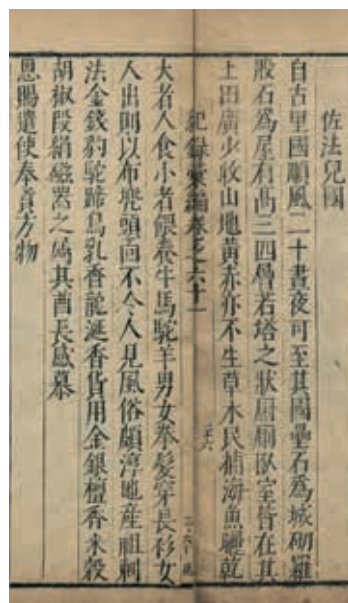 佐法兒國
自古里國順風二十晝夜可至其國壘石爲城砌羅
股石爲屋有高三四層若塔之狀厨厠臥室皆在其
上田廣少收山地黃赤亦不生草木民捕海魚曬乾
紀錄彙編卷之六十一
大者人食小者餵養牛馬駝羊男女拳髮穿長衫女
人出則以布兜頭面不令人見風俗頗淳地産祖剌
法金錢豹駝蹄鳥乳香龍涎香貨用金銀檀香米穀
胡椒段絹磁器之屬其酋長感慕
恩賜遣使奉貢方物